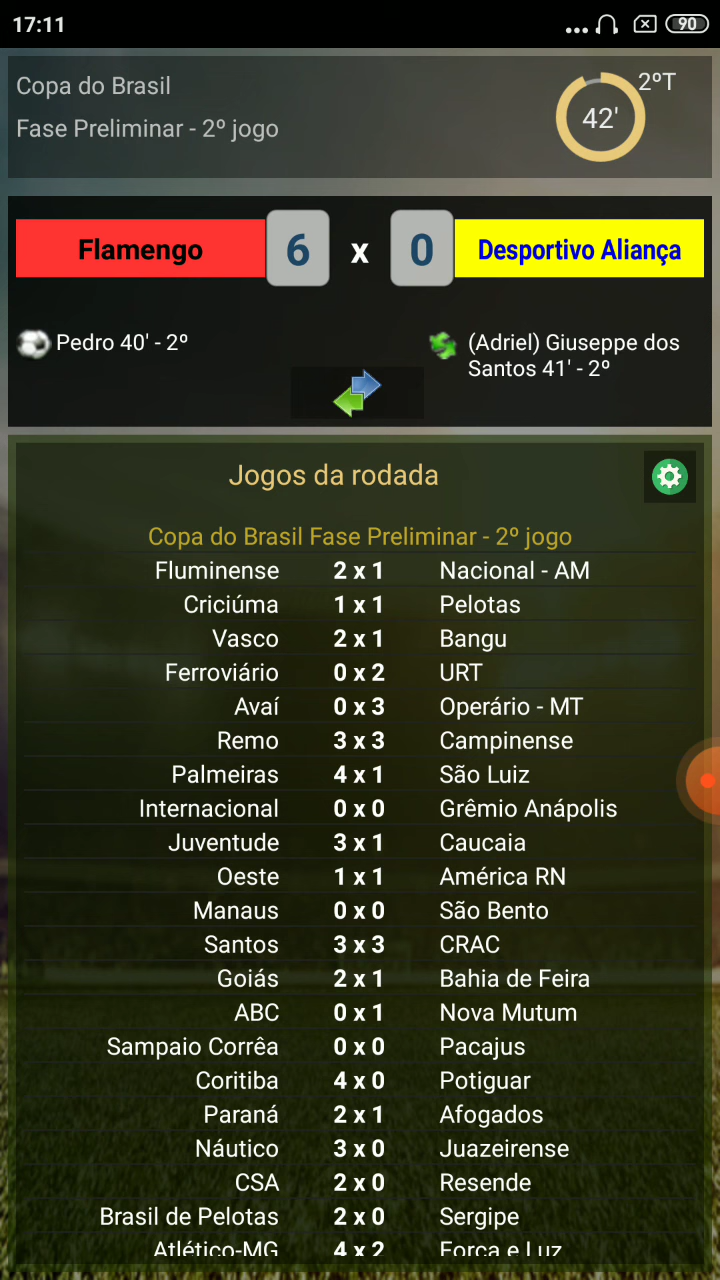 17:11
90
Copa do Brasil
2ºT
42'
Fase Preliminar - 2º jogo
Flamengo 6 x 0 Desportivo Aliança
Pedro 40' - 2º
(Adriel) Giuseppe dos
Santos 41' - 2º
Jogos da rodada
Copa do Brasil Fase Preliminar - 2º jogo
Fluminense 2 x 1 Nacional - AM
Criciúma 1 x 1 Pelotas
Vasco 2 x 1 Bangu
Ferroviário 0 x 2 URT
Avaí 0 x 3 Operário - MT
Remo 3 x 3 Campinense
Palmeiras 4 x 1 São Luiz
Internacional 0 x 0 Grêmio Anápolis
Juventude 3 x 1 Caucaia
Oeste 1 x 1 América RN
Manaus 0 x 0 São Bento
Santos 3 x 3 CRAC
Goiás 2 x 1 Bahia de Feira
ABC 0 x 1 Nova Mutum
Sampaio Corrêa 0 x 0 Pacajus
Coritiba 4 x 0 Potiguar
Paraná 2 x 1 Afogados
Náutico 3 x 0 Juazeirense
CSA 2 x 0 Resende
Brasil de Pelotas 2 x 0 Sergipe
Atlético-MG 4 x 2 Força e Luz